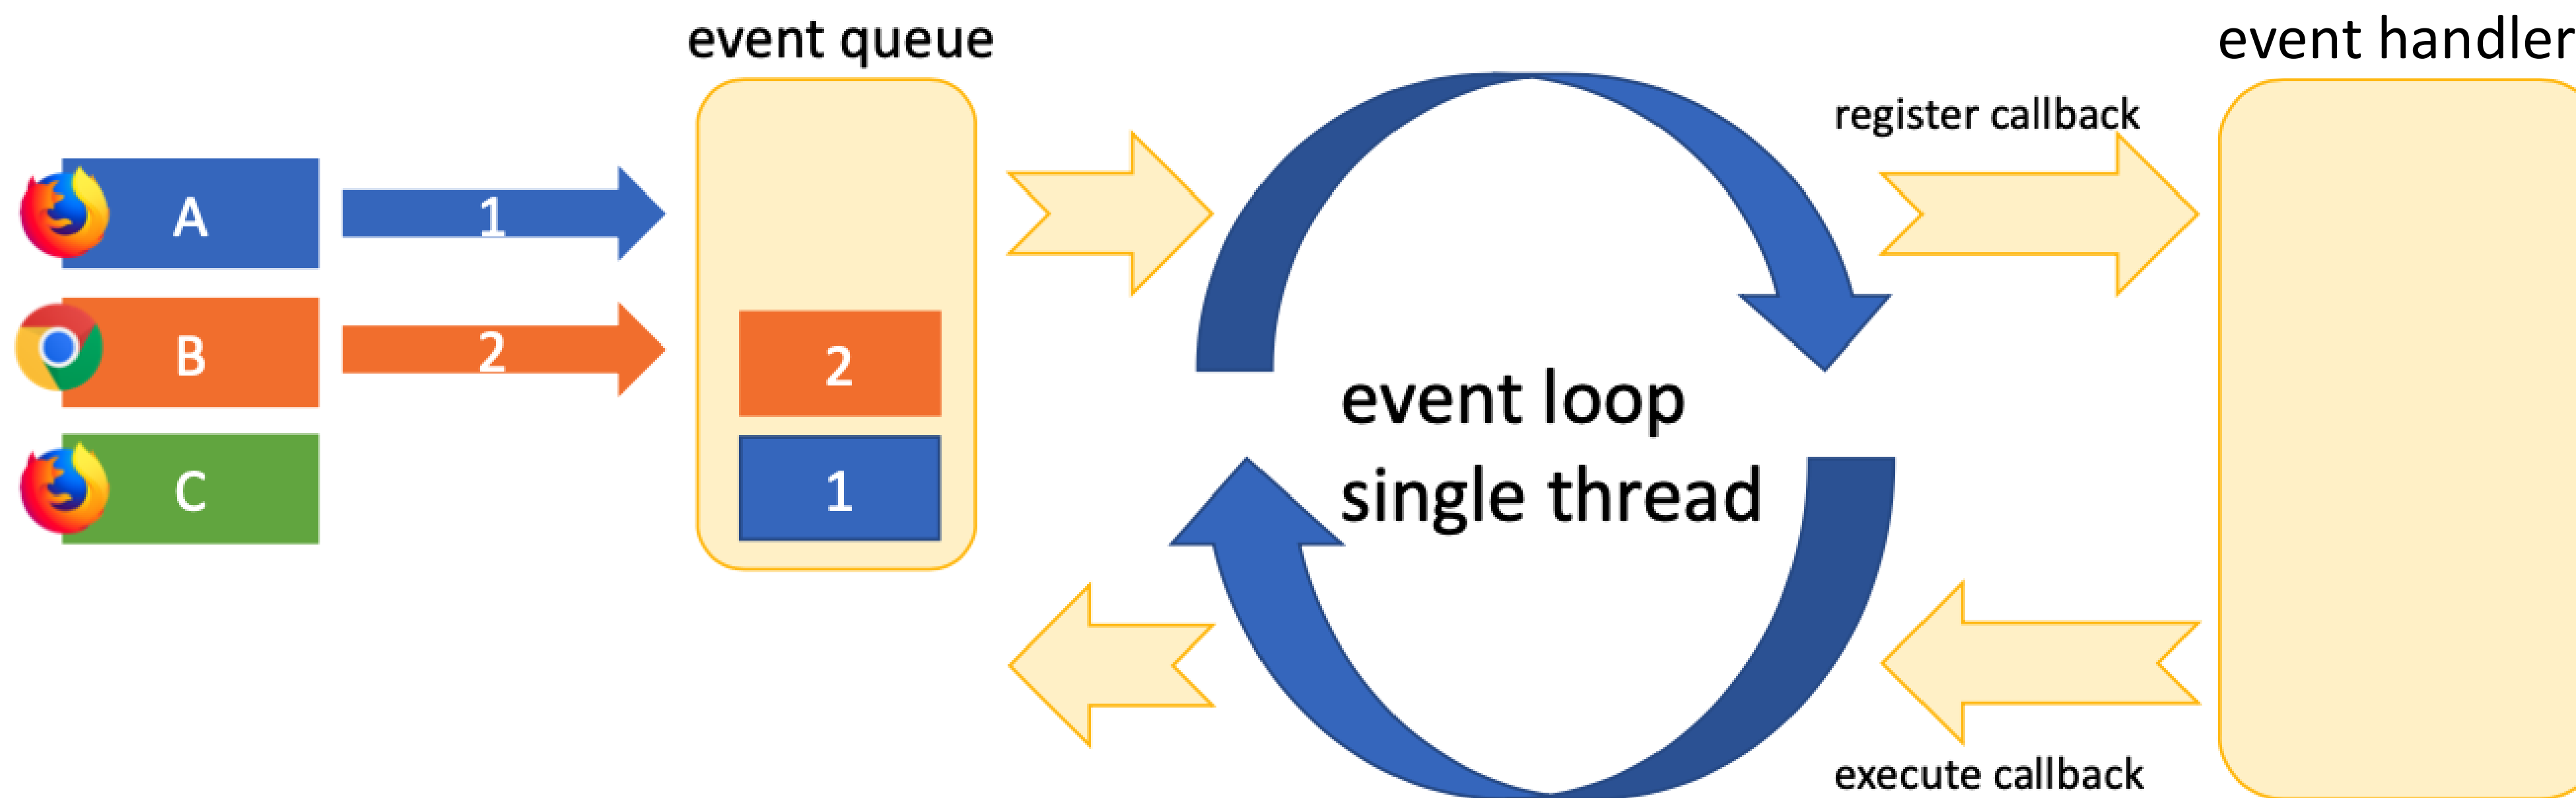 event queue
event handler
register callback
A
1
B
2
2
C
1
event loop
single thread
execute callback